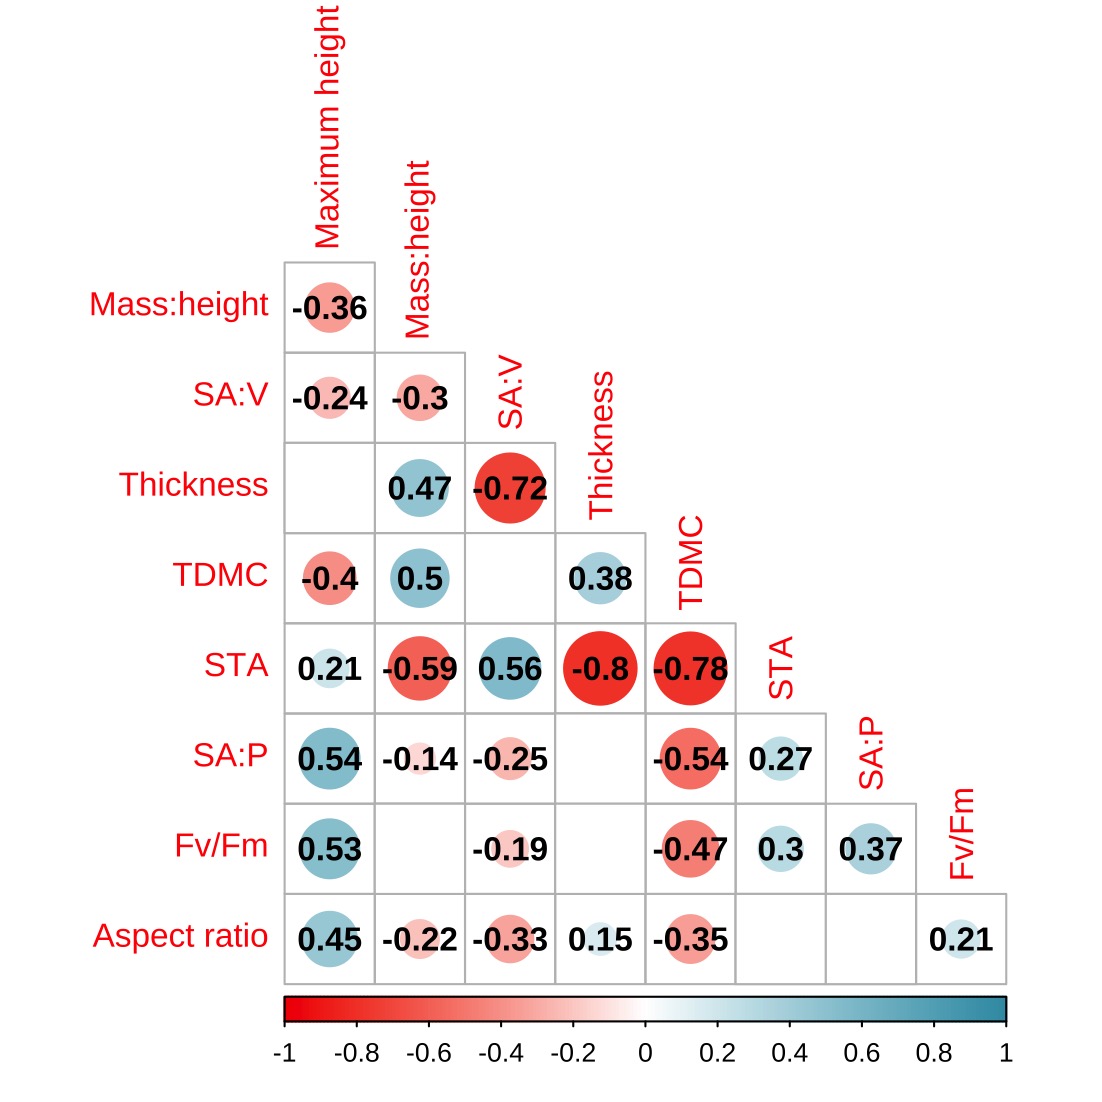 Maximum height
Mass:height
Mass:height -0.36
SA:V
SA:V -0.24 -0.3
Thickness
Thickness 0.47 -0.72
TDMC
TDMC -0.4 0.5 0.38
STA
STA 0.21 -0.59 0.56 -0.8 -0.78
SA:P
SA:P 0.54 -0.14 -0.25 -0.54 0.27
Fv/Fm
Fv/Fm 0.53 -0.19 -0.47 0.3 0.37
Aspect ratio 0.45 -0.22 -0.33 0.15 -0.35 0.21
-1 -0.8 -0.6 -0.4 -0.2 0 0.2 0.4 0.6 0.8 1